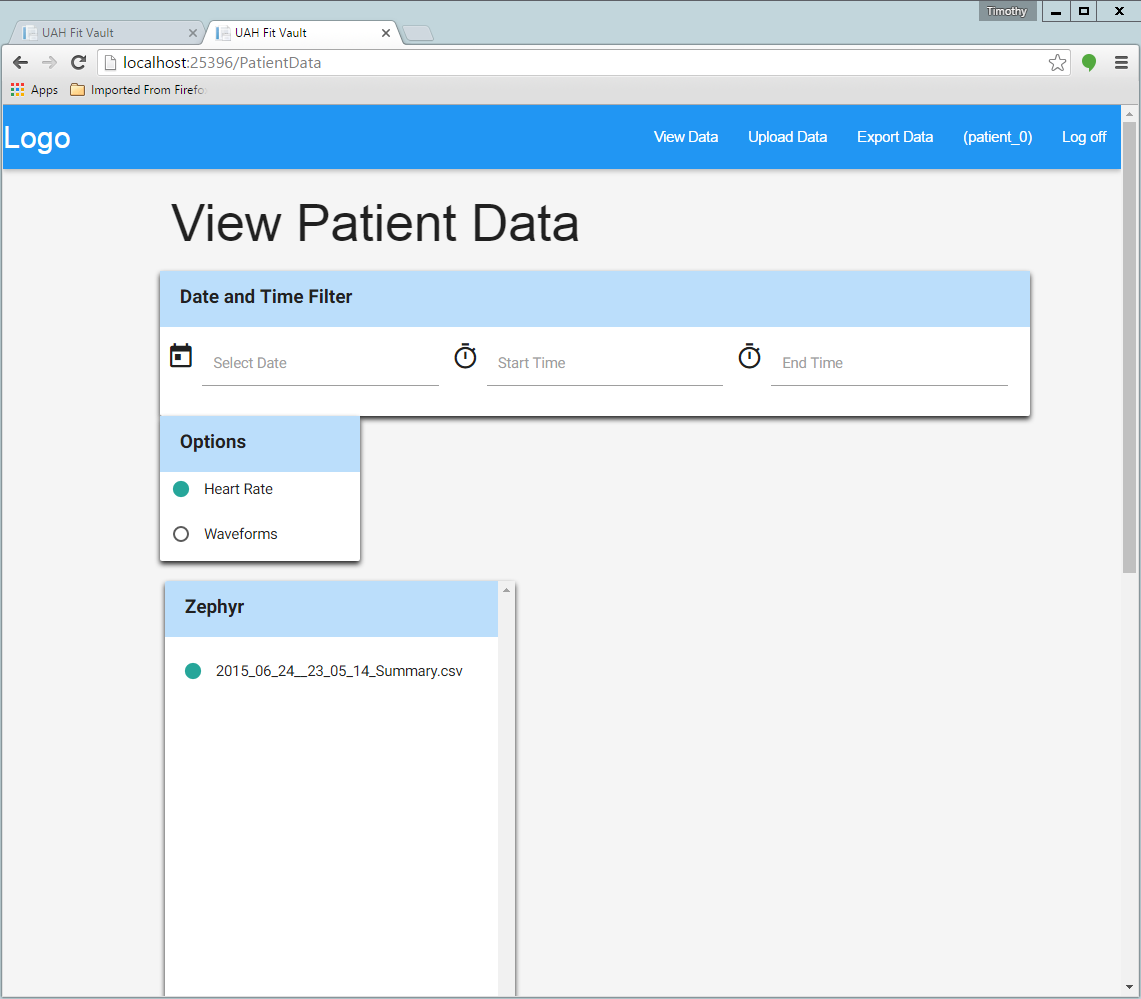 Timothy
UAH Fit Vault
UAH Fit Vault
localhost:25396/PatientData
Apps
Imported From Firefo
Logo
View Data
Upload Data
Export Data
(patient_0)
Log off
View Patient Data
Date and Time Filter
Select Date
Start Time
End Time
Options
Heart Rate
Waveforms
Zephyr
2015_06_24__23_05_14_Summary.csv